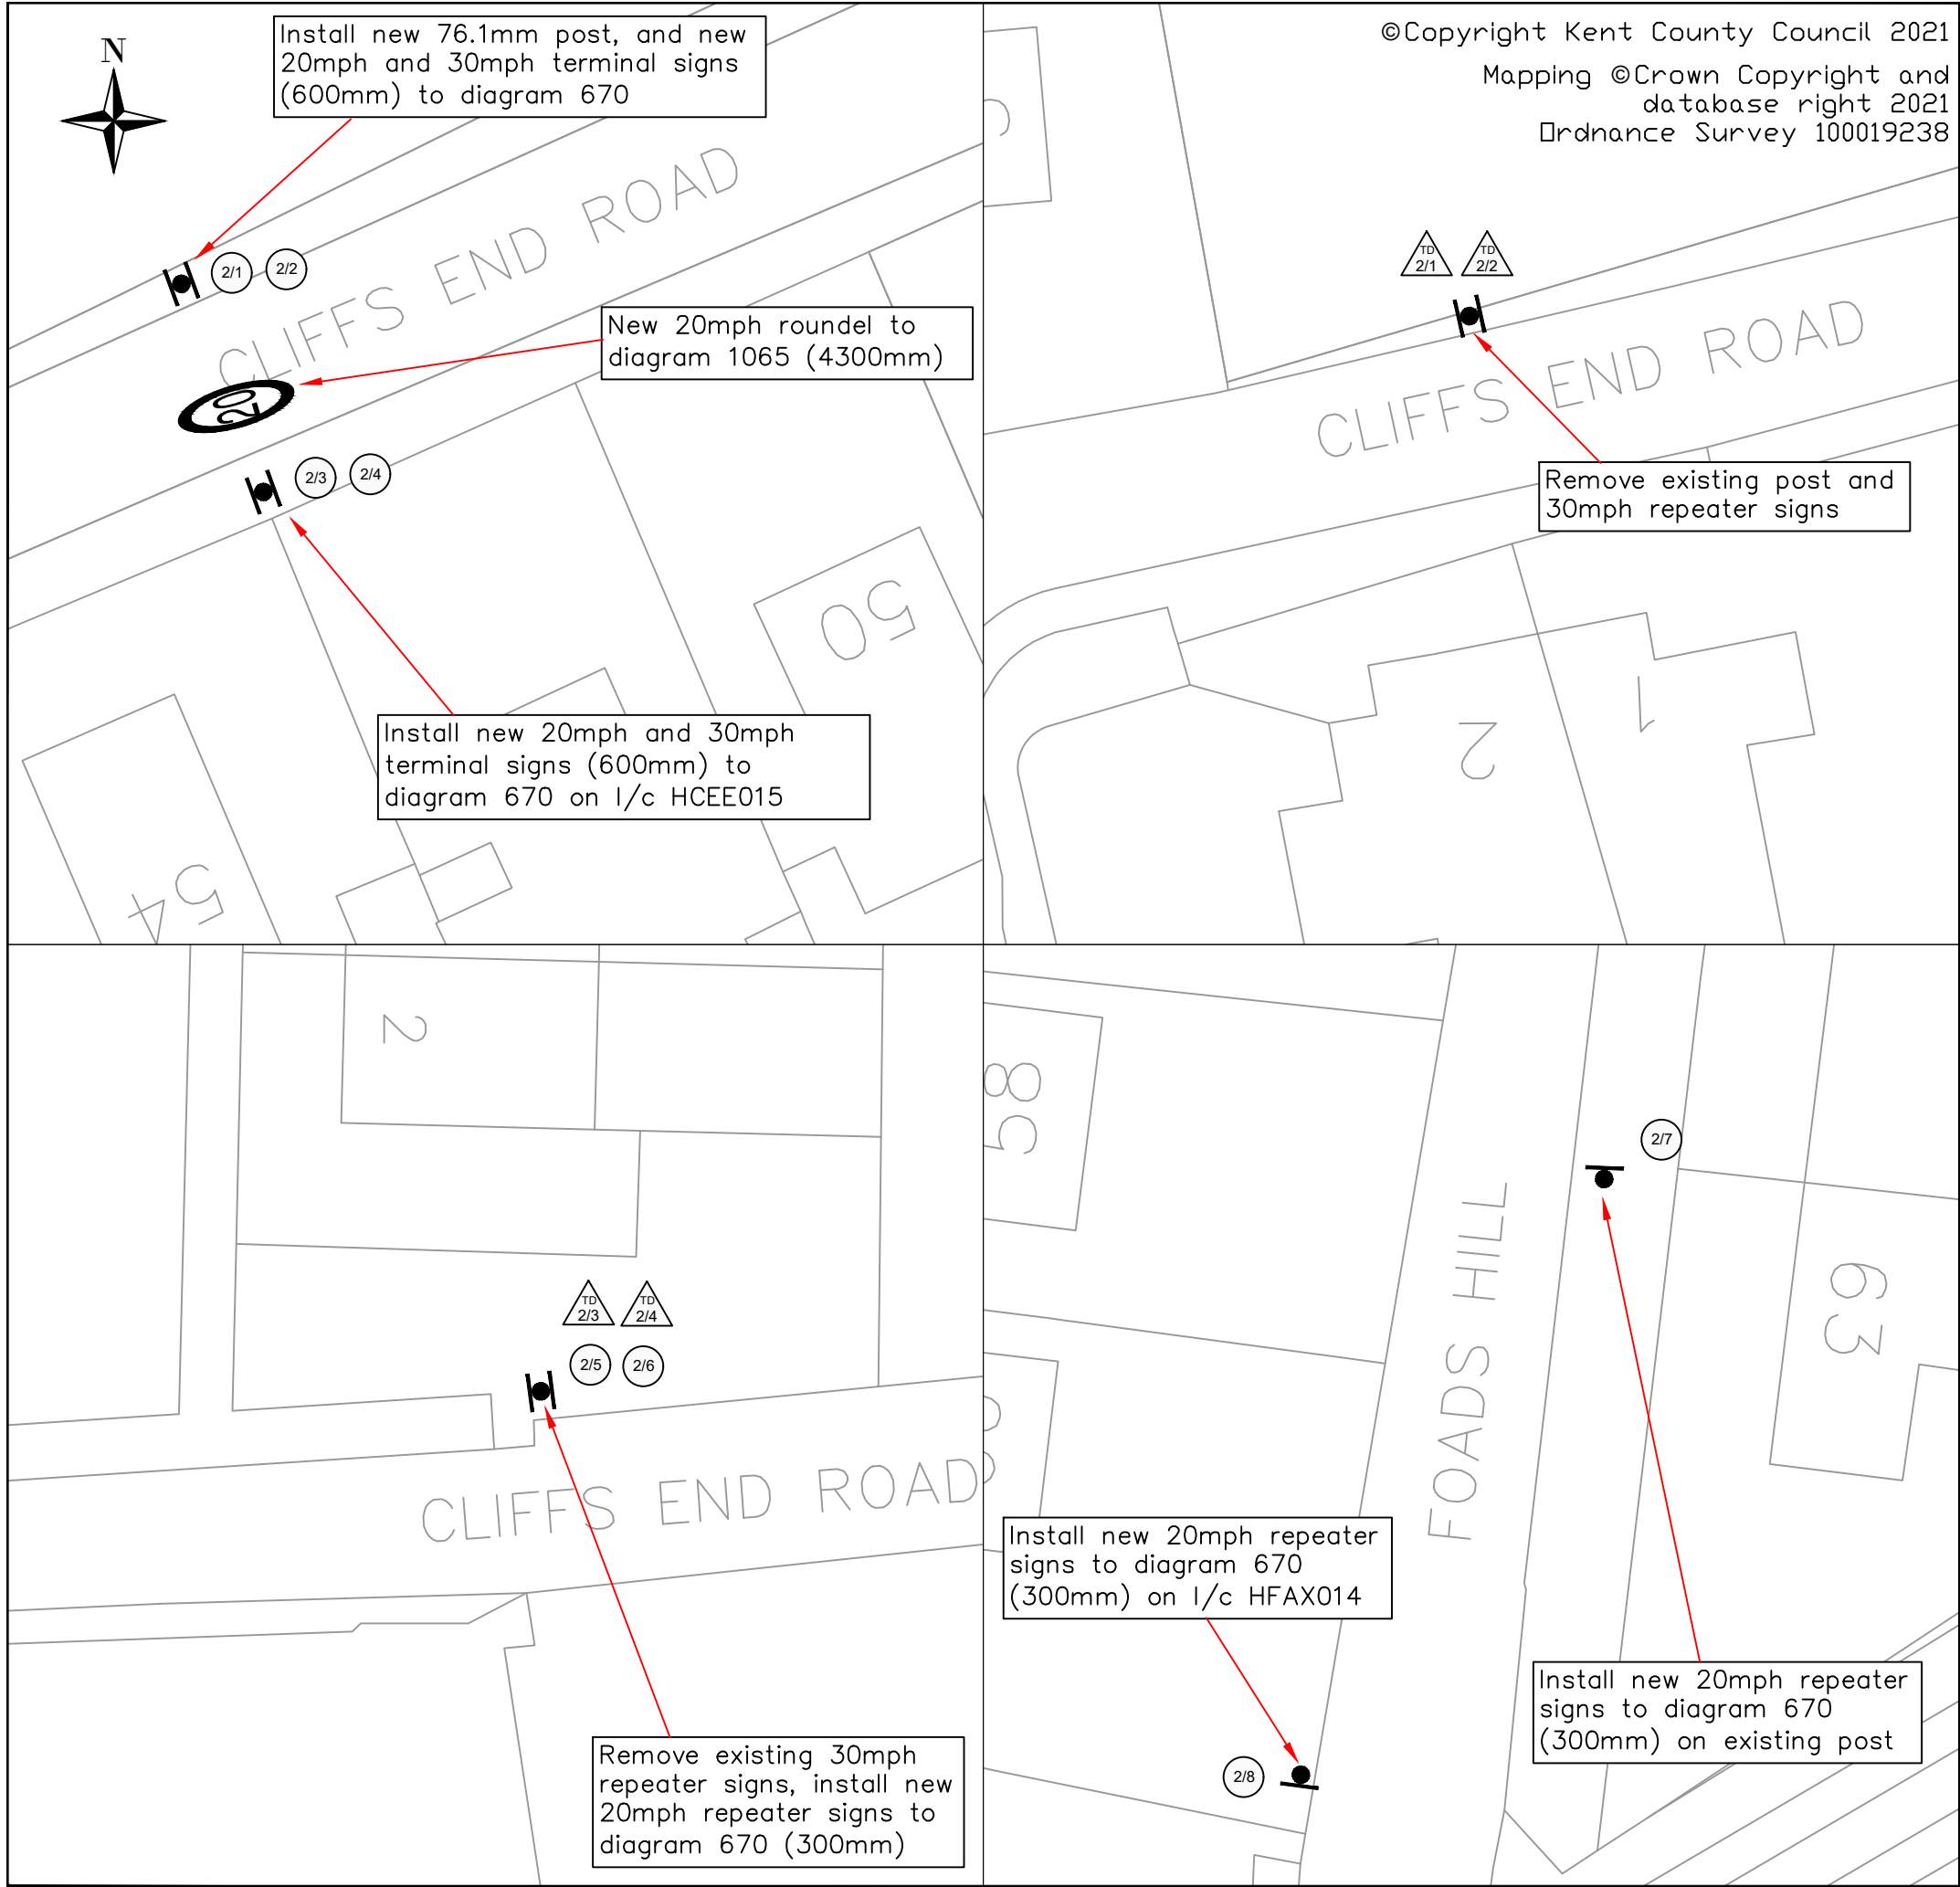 N
Install new 76.1mm post, and new
20mph and 30mph terminal signs
(600mm) to diagram 670
2/1
2/2
CLIFFS END ROAD
New 20mph roundel to
diagram 1065 (4300mm)
20
2/3
2/4
50
Install new 20mph and 30mph
terminal signs (600mm) to
diagram 670 on l/c HCEE015
54
©Copyright Kent County Council 2021
Mapping ©Crown Copyright and
database right 2021
Ordnance Survey 100019238
TD
2/1
TD
2/2
CLIFFS END ROAD
Remove existing post and
30mph repeater signs
1
2
2
TD
2/3
TD
2/4
2/5
2/6
CLIFFS END ROAD
Remove existing 30mph
repeater signs, install new
20mph repeater signs to
diagram 670 (300mm)
58
2/7
FOADS HILL
63
Install new 20mph repeater
signs to diagram 670
(300mm) on l/c HFAX014
Install new 20mph repeater
signs to diagram 670
(300mm) on existing post
2/8